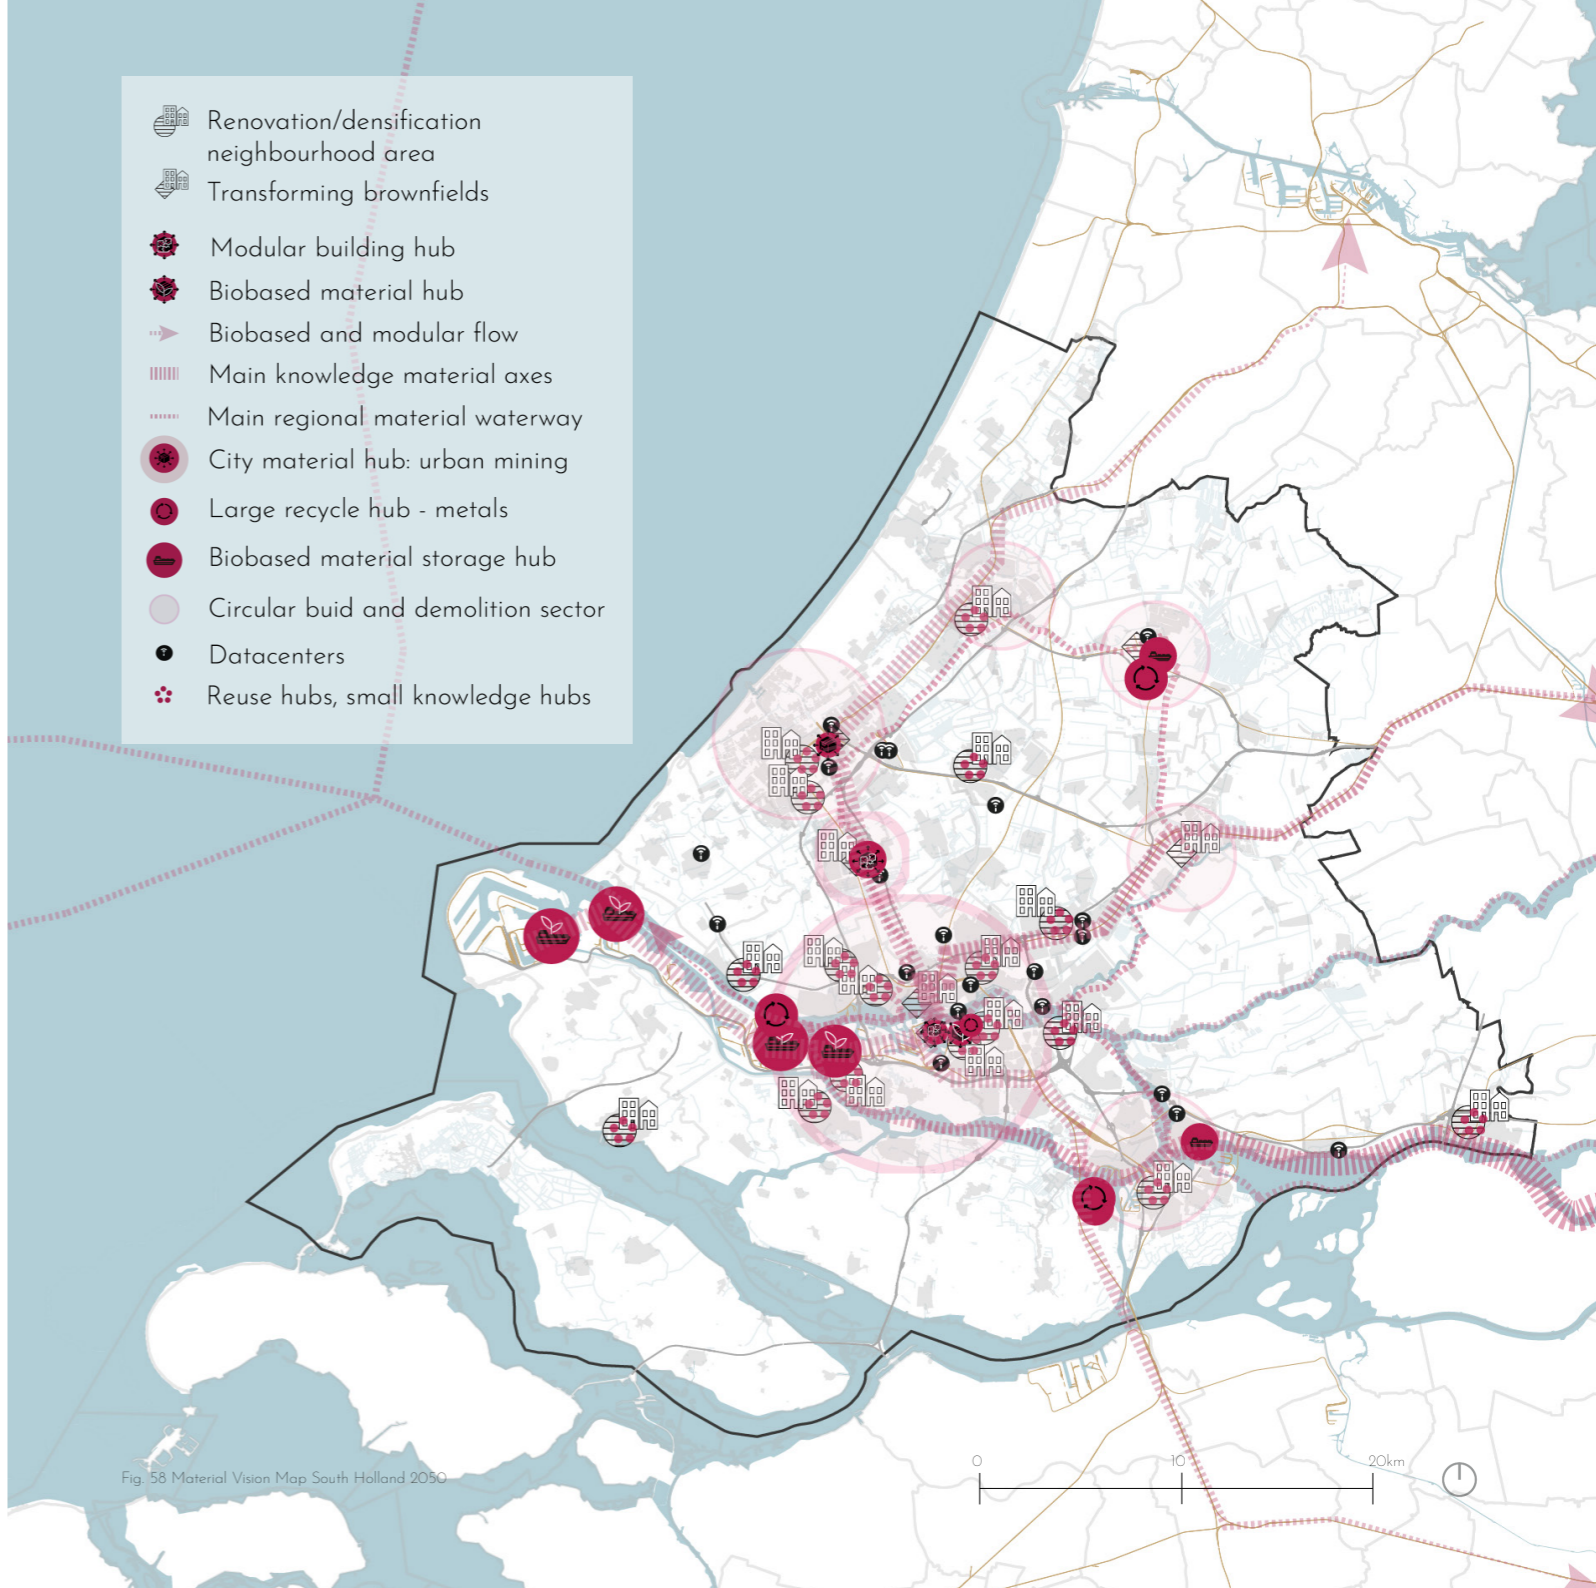 Renovation/densification
neighbourhood area
Transforming brownfields
Modular building hub
Biobased material hub
Biobased and modular flow
Main knowledge material axes
Main regional material waterway
City material hub: urban mining
Large recycle hub - metals
Biobased material storage hub
Circular buid and demolition sector
Datacenters
Reuse hubs, small knowledge hubs
0 10 20km
Fig. 58 Material Vision Map South Holland 2050